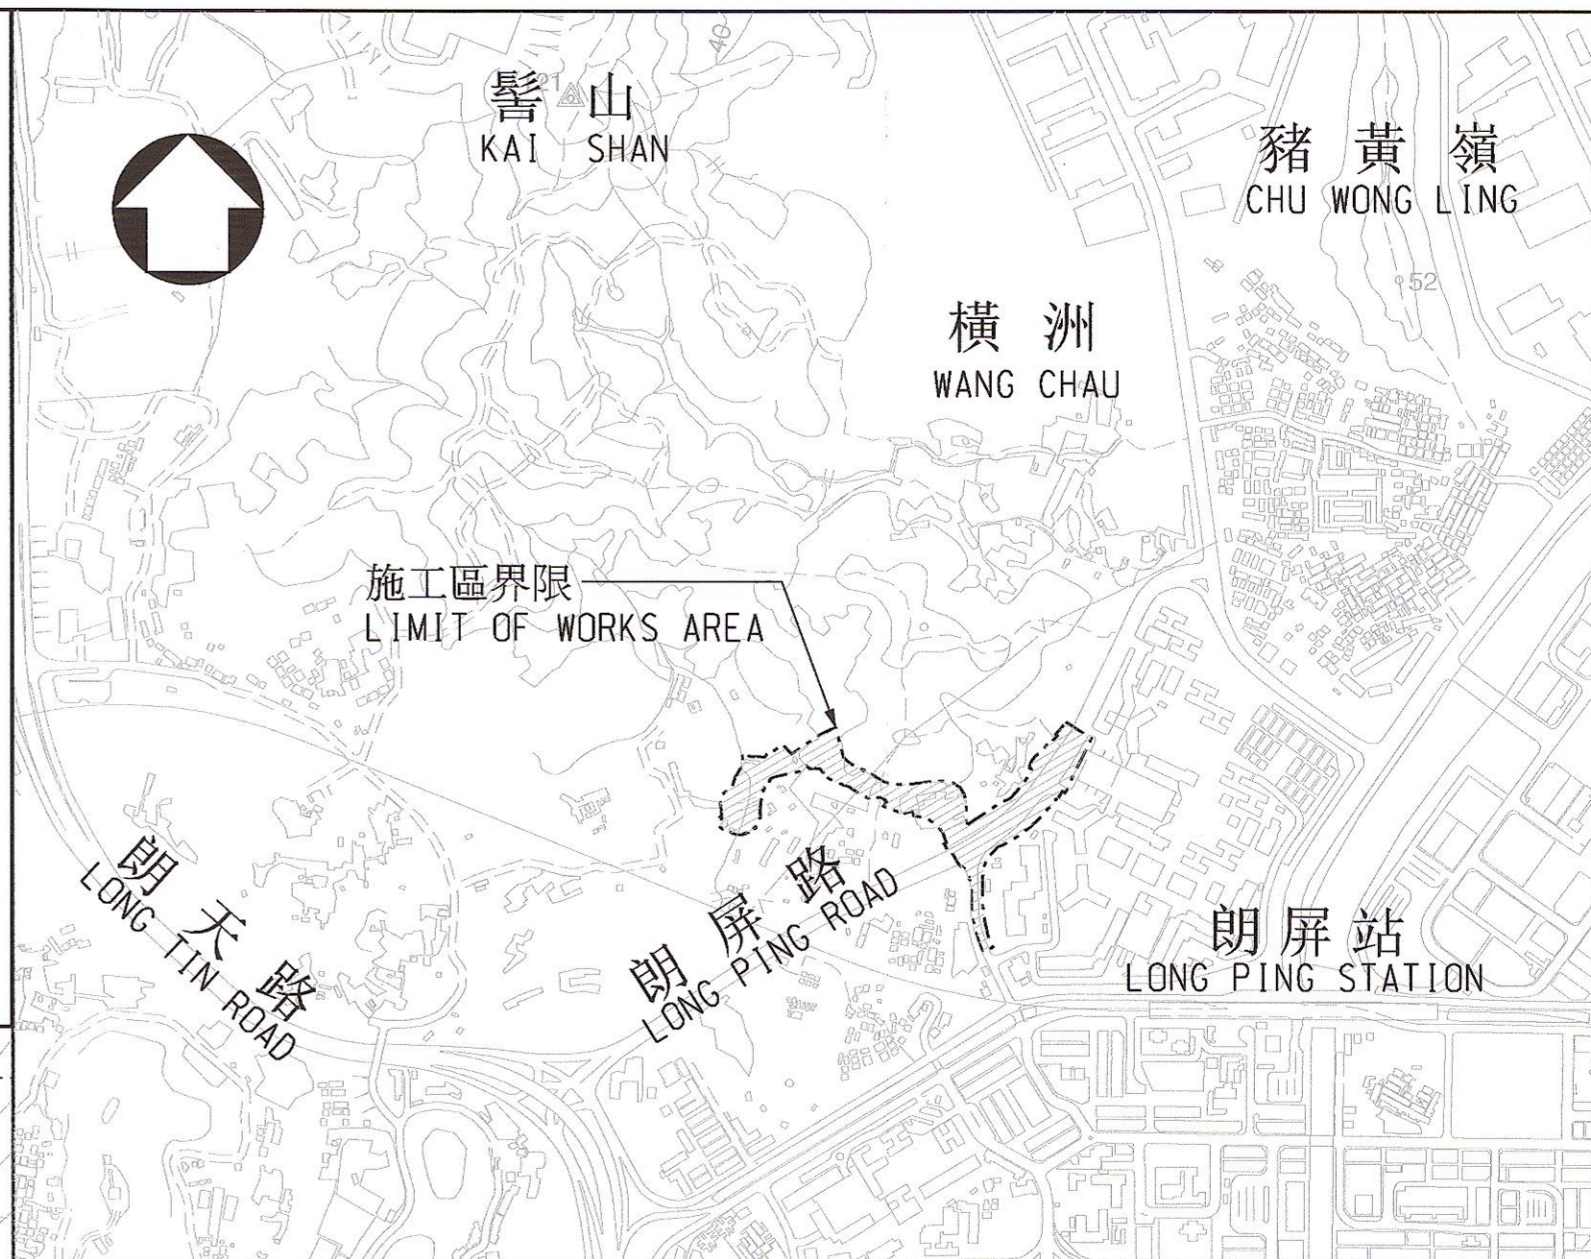 40
髻 山
KAI SHAN
豬 黃 嶺
CHU WONG LING
52
橫 洲
WANG CHAU
施工區界限
LIMIT OF WORKS AREA
朗 天 路
LONG TIN ROAD
朗 屏 路
LONG PING ROAD
朗 屏 站
LONG PING STATION